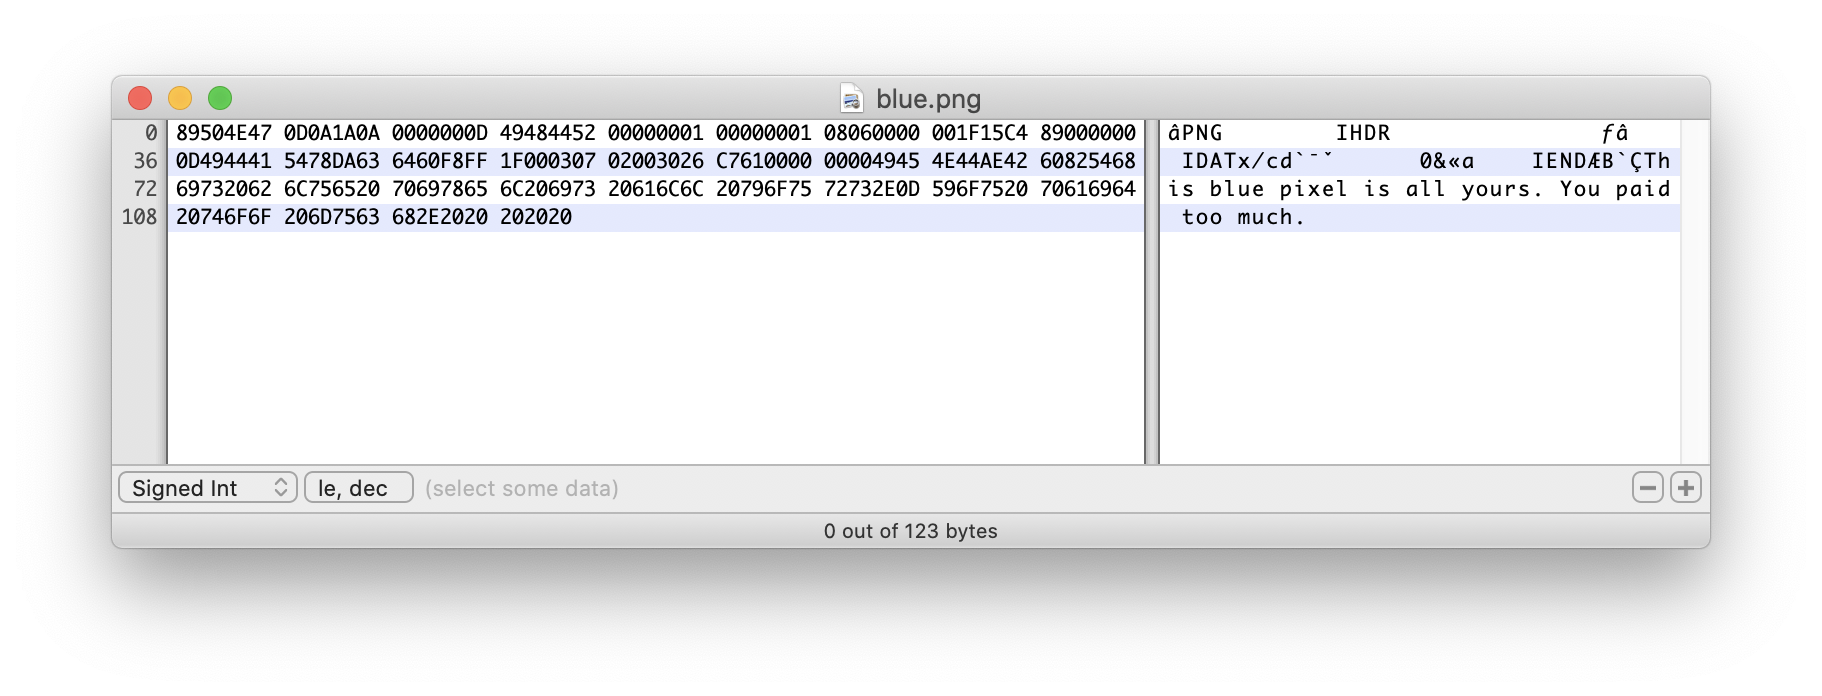 blue.png
0 89504E47 0D0A1A0A 0000000D 49484452 00000001 00000001 08060000 001F15C4 89000000 âPNG IHDR ƒâ
36 0D494441 5478DA63 6460F8FF 1F000307 02003026 C7610000 00004945 4E44AE42 60825468 IDATx/cd`¯ˇ 0&«a IENDÆB`ÇTh
72 69732062 6C756520 70697865 6C206973 20616C6C 20796F75 72732E0D 596F7520 70616964 is blue pixel is all yours. You paid
108 20746F6F 206D7563 682E2020 202020 too much.
Signed Int le, dec (select some data)
0 out of 123 bytes